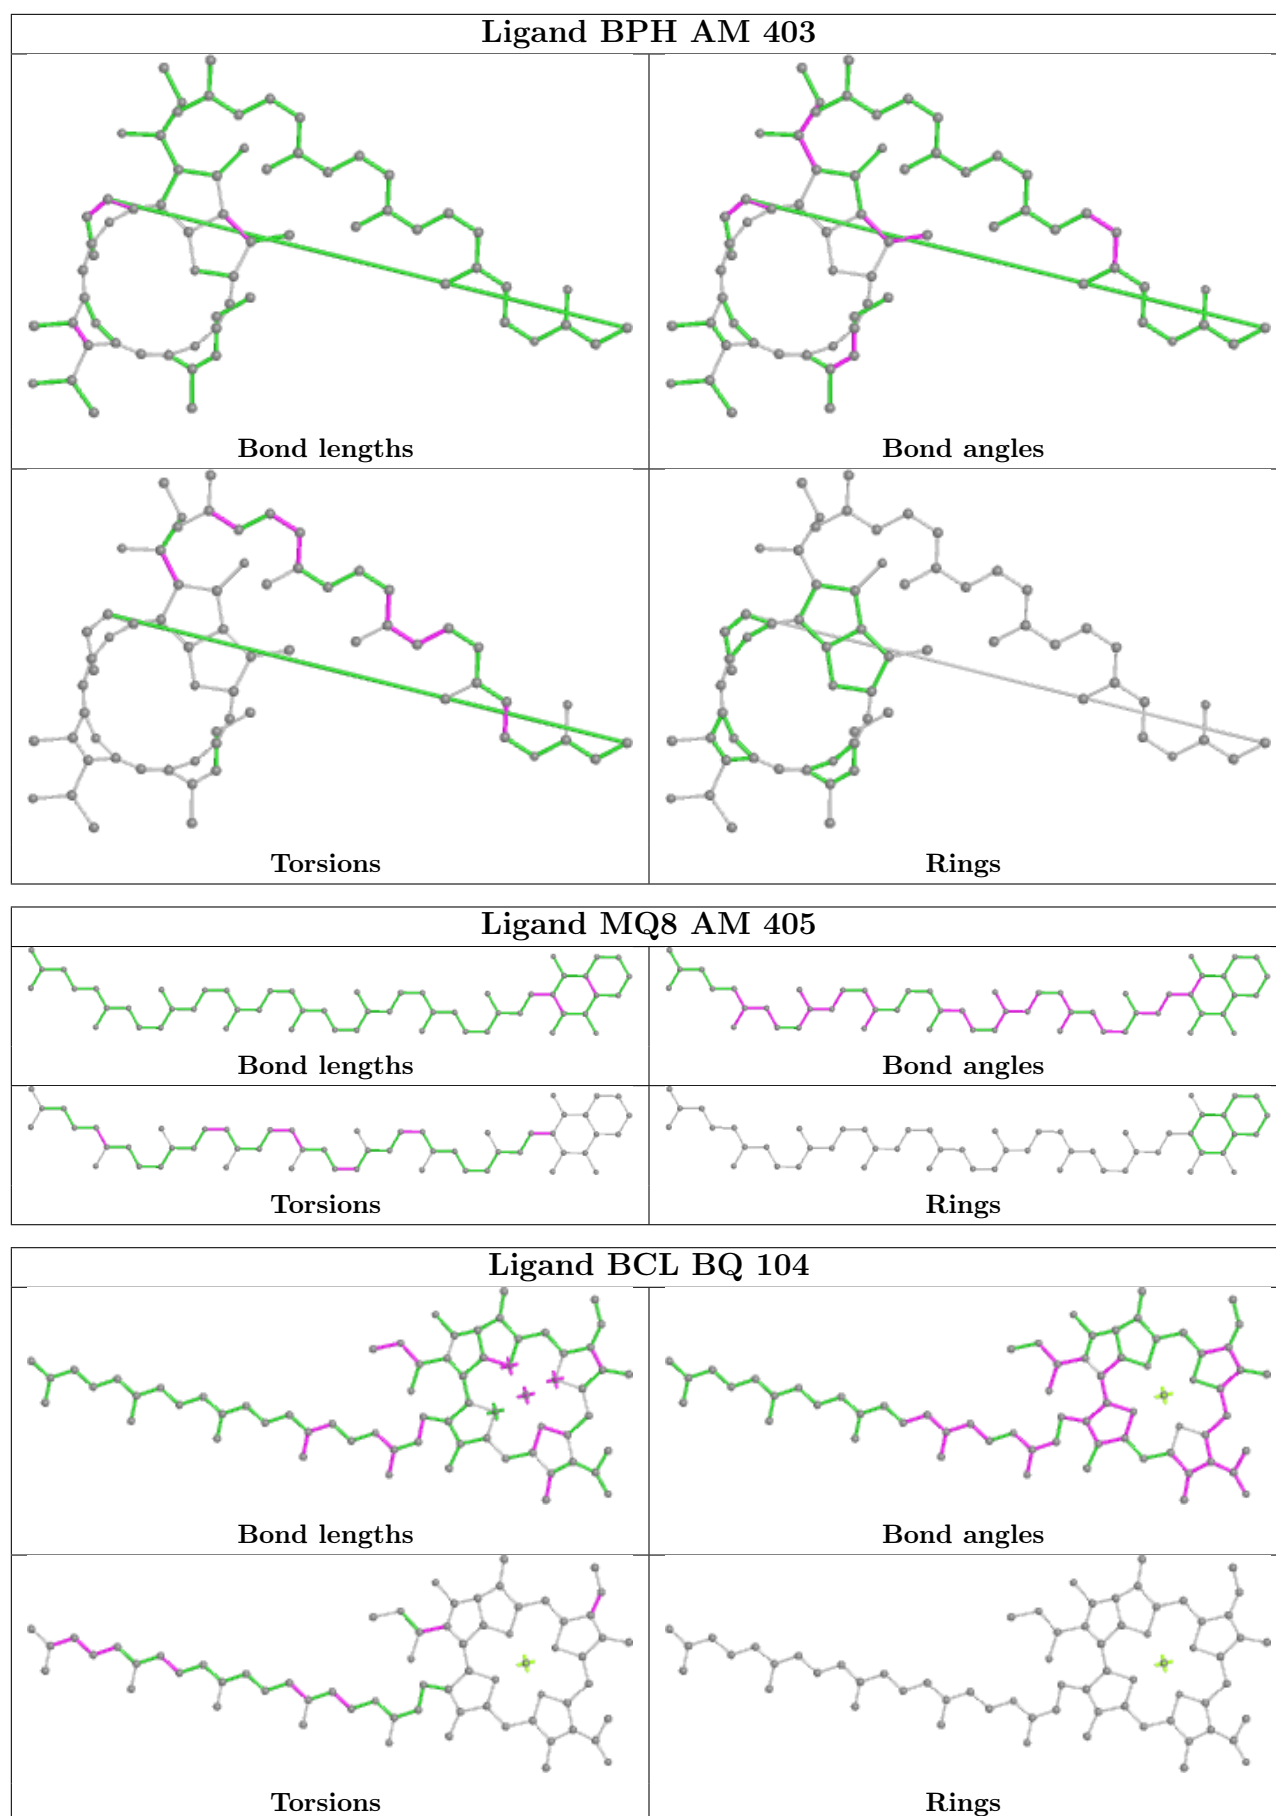 Ligand BPH AM 403
Bond lengths
Bond angles
Torsions
Rings
Ligand MQ8 AM 405
Bond lengths
Bond angles
Torsions
Rings
Ligand BCL BQ 104
Bond lengths
Bond angles
Torsions
Rings